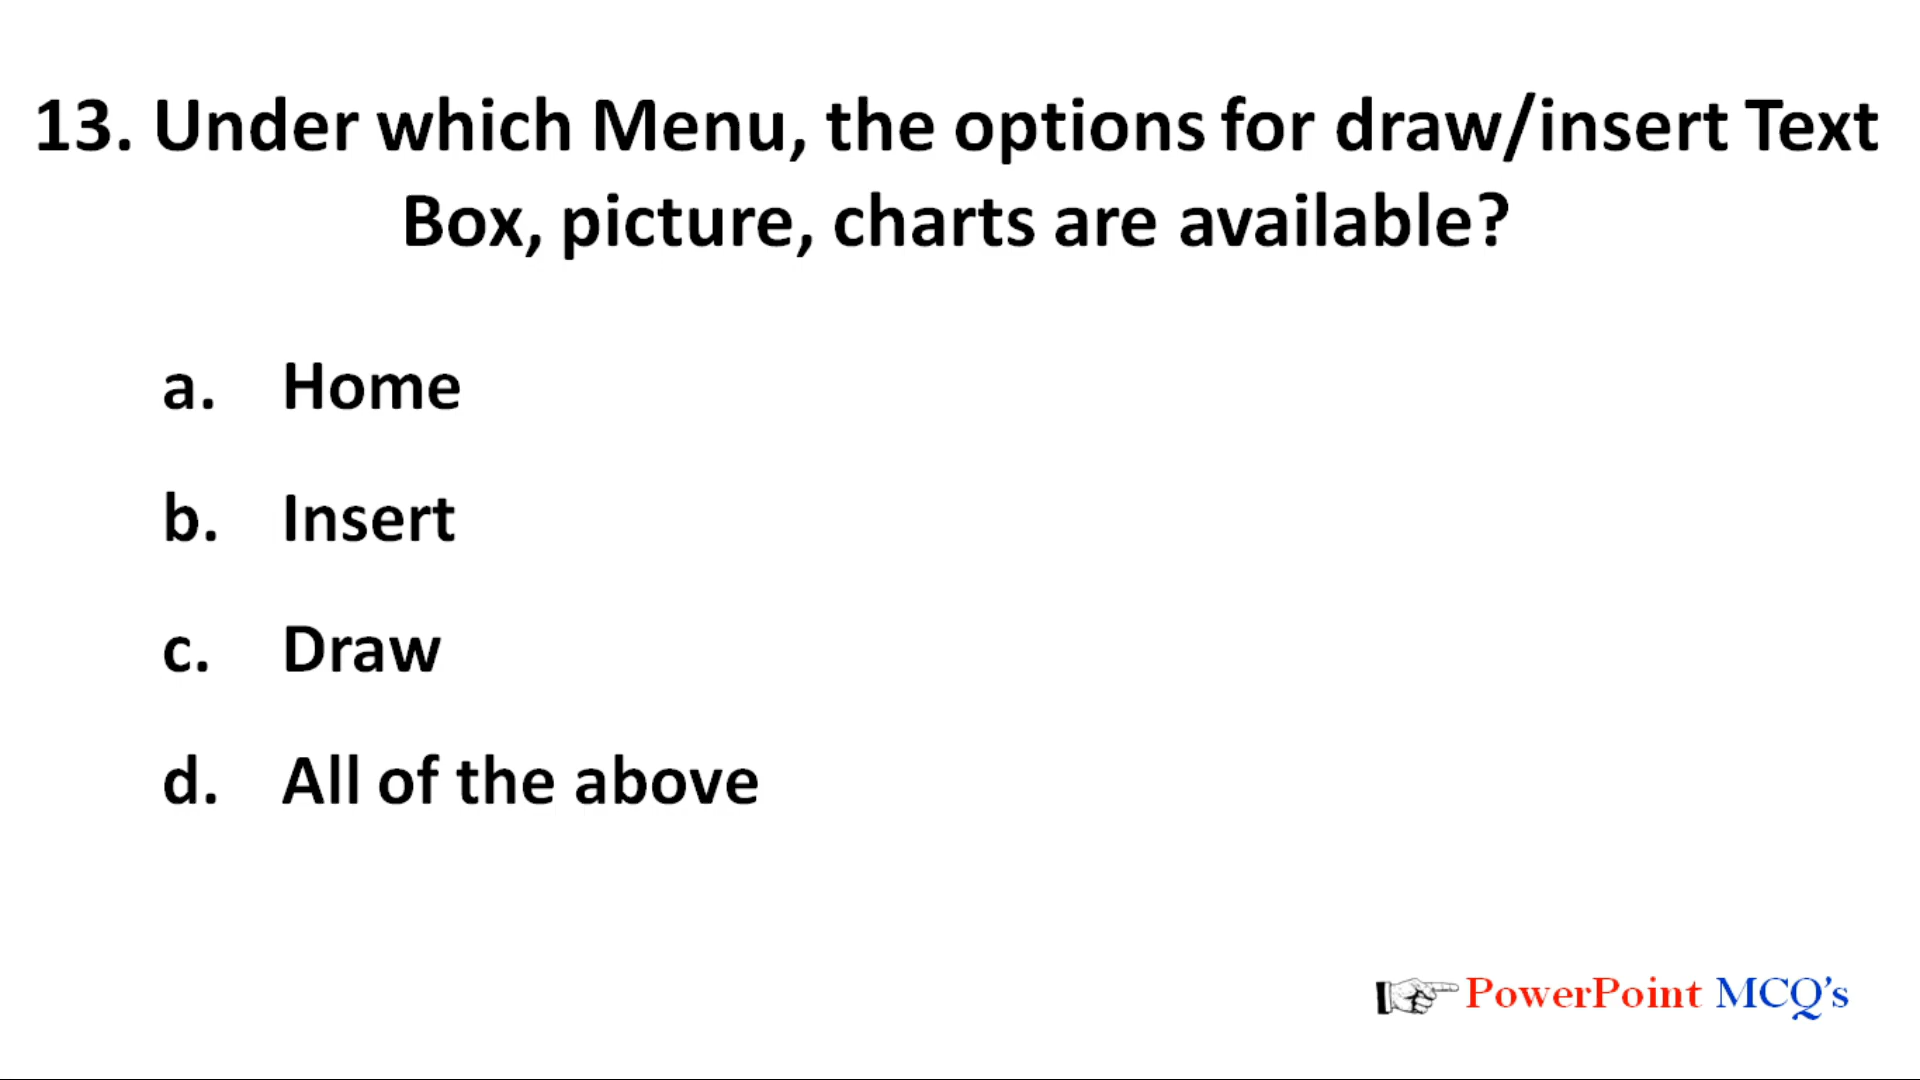 13. Under which Menu, the options for draw/insert Text
Box, picture, charts are available?
a. Home
b. Insert
c. Draw
d. All of the above
PowerPoint MCQ's